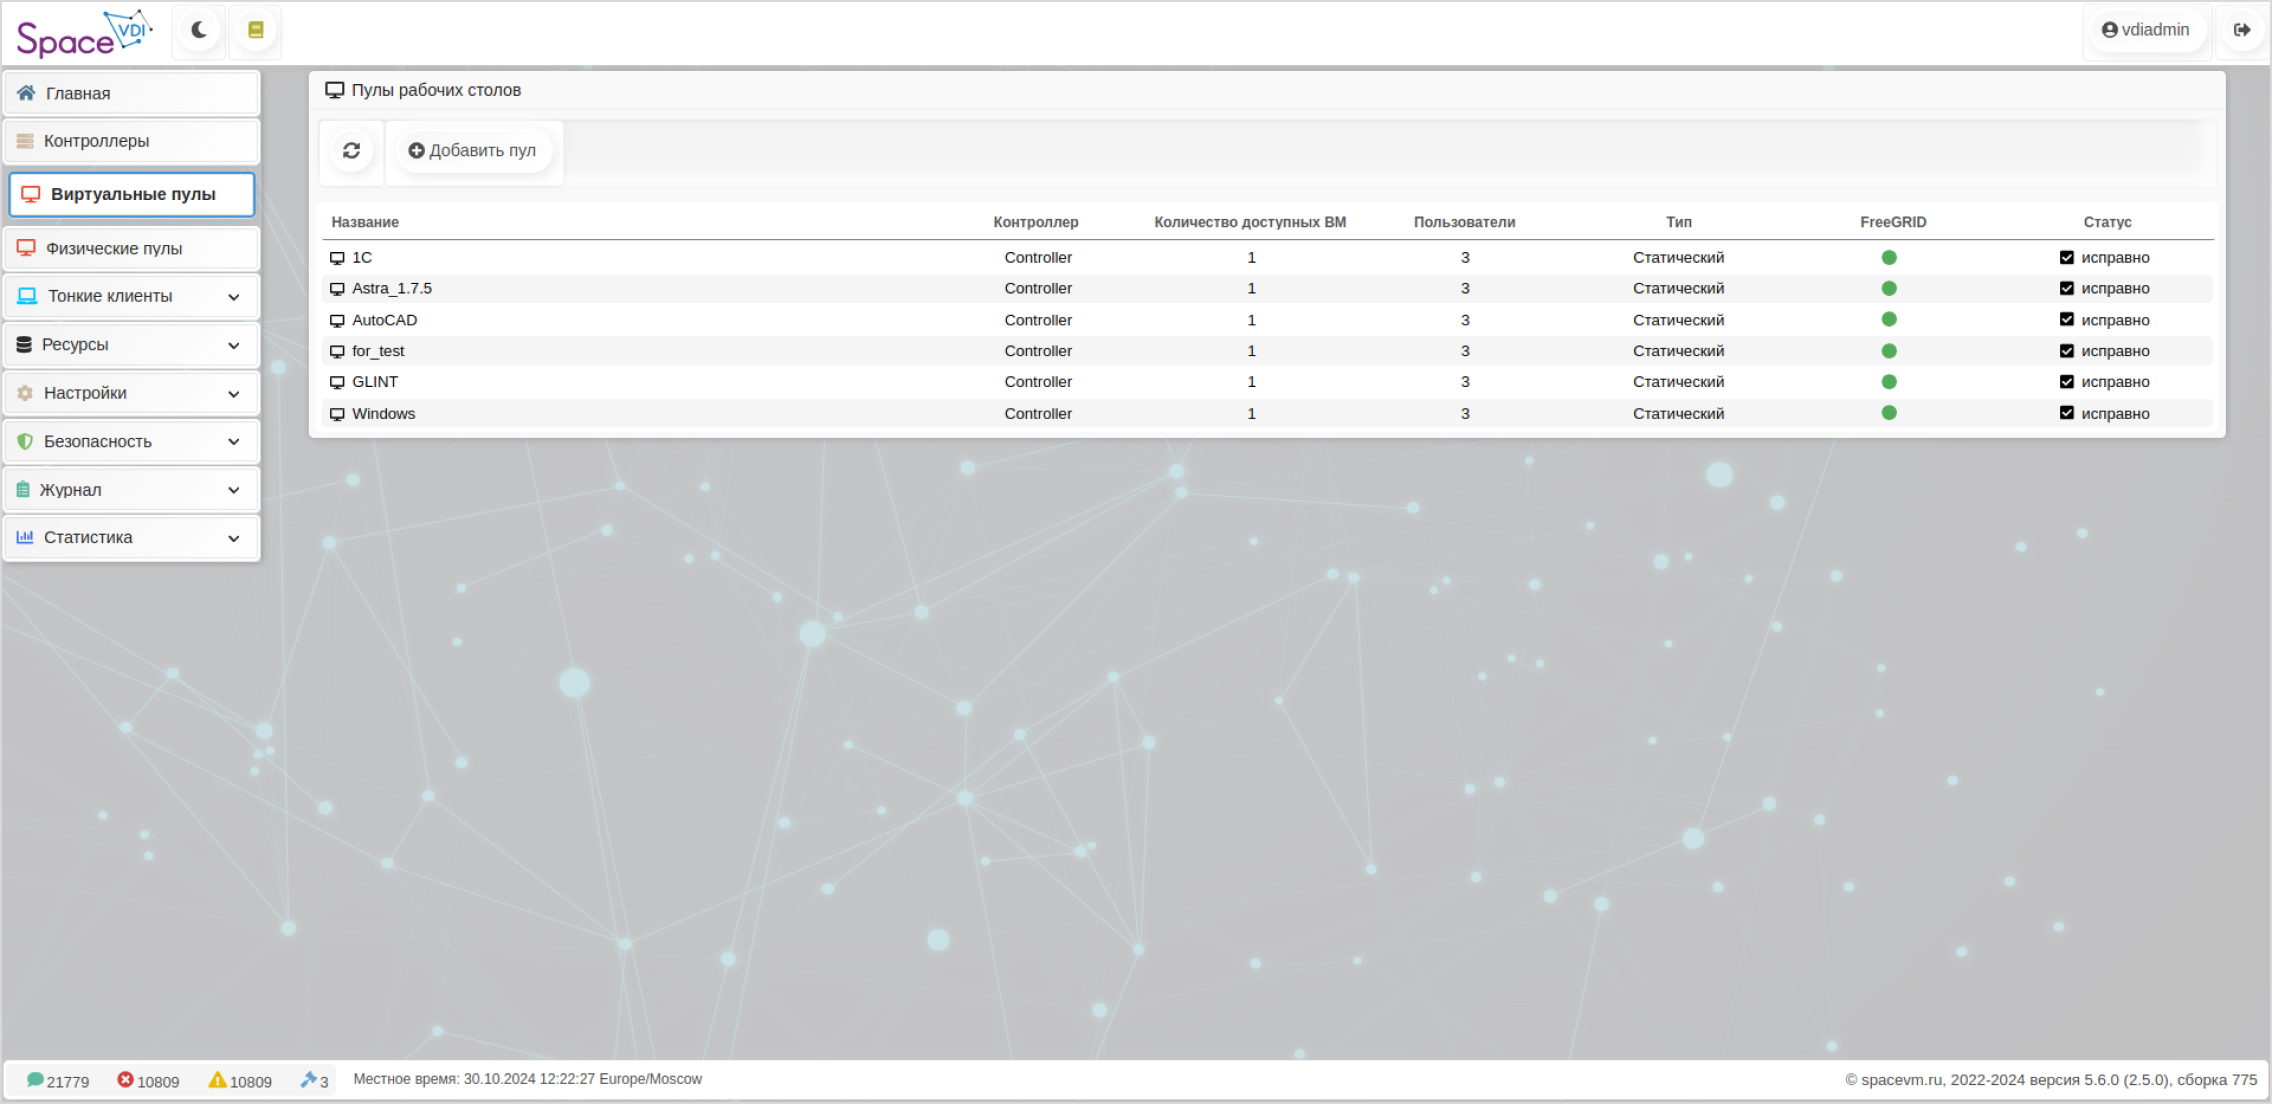 Space VDI
vdiadmin
Главная
Контроллеры
Виртуальные пулы
Физические пулы
Тонкие клиенты
Ресурсы
Настройки
Безопасность
Журнал
Статистика
Пулы рабочих столов
Добавить пул
Название Контроллер Количество доступных ВМ Пользователи Тип FreeGRID Статус
1C Controller 1 3 Статический исправно
Astra_1.7.5 Controller 1 3 Статический исправно
AutoCAD Controller 1 3 Статический исправно
for_test Controller 1 3 Статический исправно
GLINT Controller 1 3 Статический исправно
Windows Controller 1 3 Статический исправно
21779 10809 10809 3 Местное время: 30.10.2024 12:22:27 Europe/Moscow © spacevm.ru, 2022-2024 версия 5.6.0 (2.5.0), сборка 775